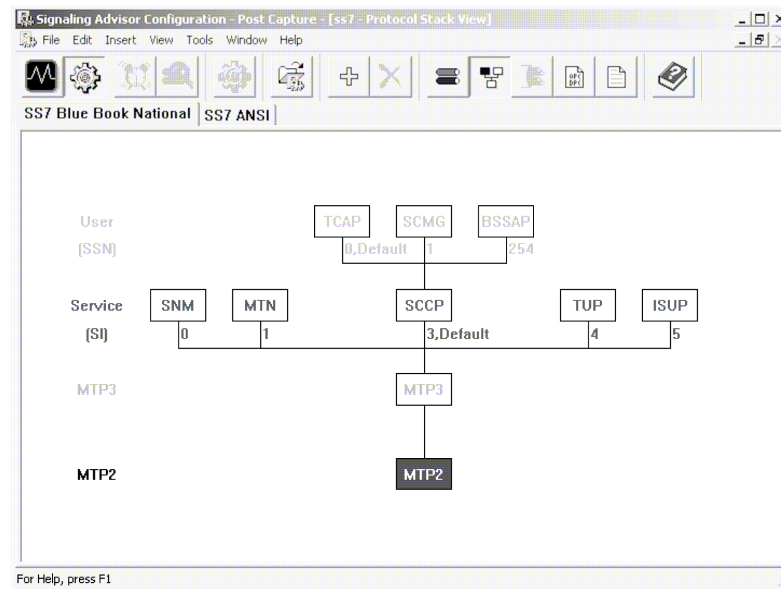 Signaling Advisor Configuration - Post Capture - [ss7 - Protocol Stack View]
File Edit Insert View Tools Window Help
OPC
DPC
SS7 Blue Book National SS7 ANSI
User TCAP SCMG BSSAP
(SSN) 0,Default 1 254
Service SNM MTN SCCP TUP ISUP
(SI) 0 1 3,Default 4 5
MTP3 MTP3
MTP2 MTP2
For Help, press F1